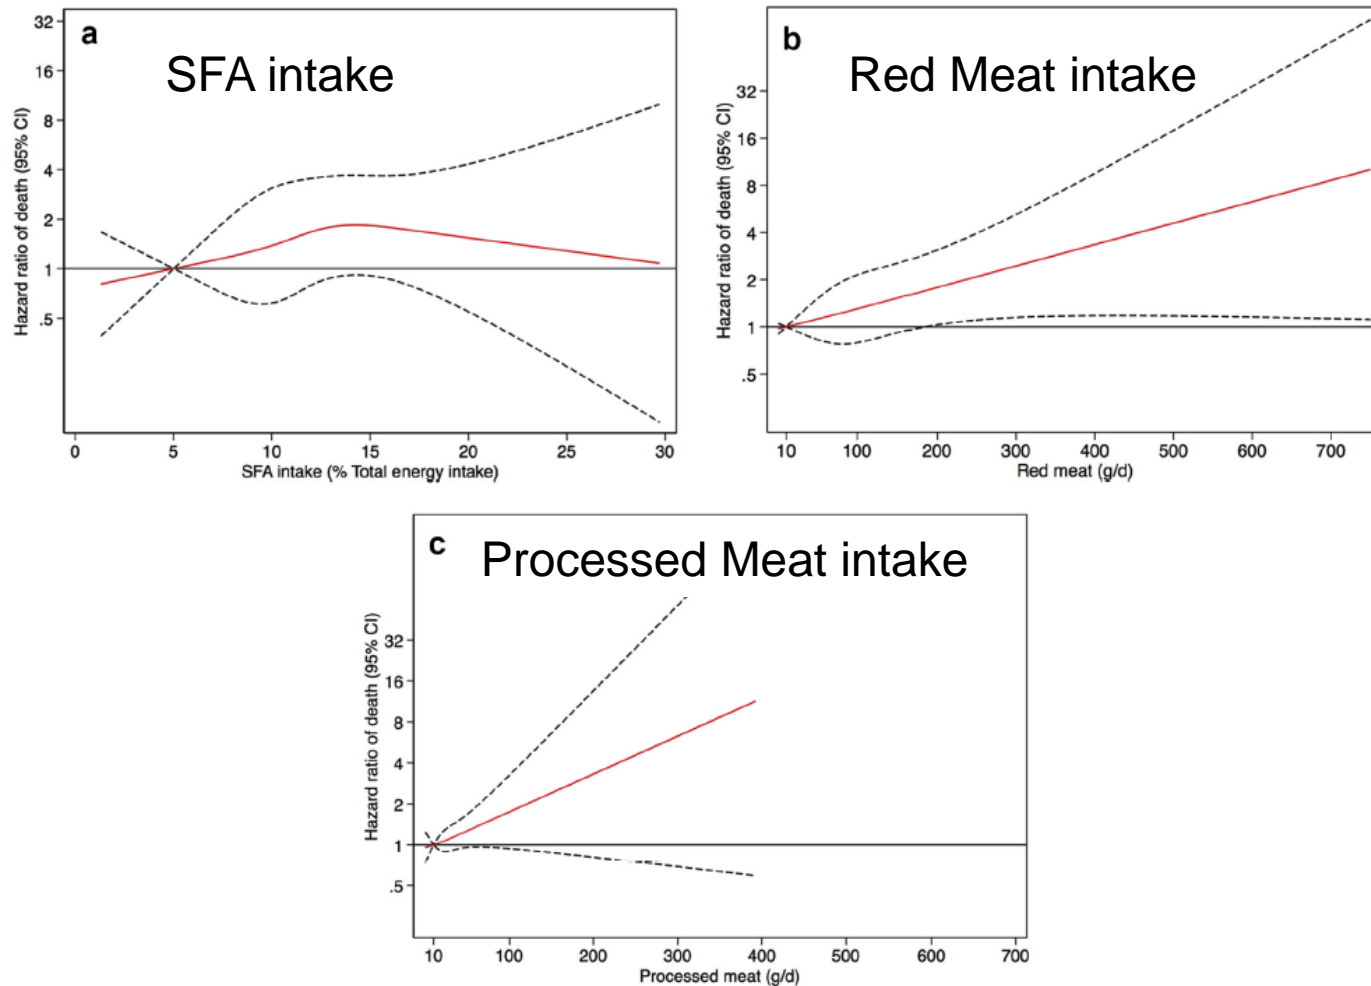 a
SFA intake
Hazard ratio of death (95% CI)
32
16
8
4
2
1
.5
0 5 10 15 20 25 30
SFA intake (% Total energy intake)
b
Red Meat intake
Hazard ratio of death (95% CI)
32
16
8
4
2
1
.5
10 100 200 300 400 500 600 700
Red meat (g/d)
c
Processed Meat intake
Hazard ratio of death (95% CI)
32
16
8
4
2
1
.5
10 100 200 300 400 500 600 700
Processed meat (g/d)